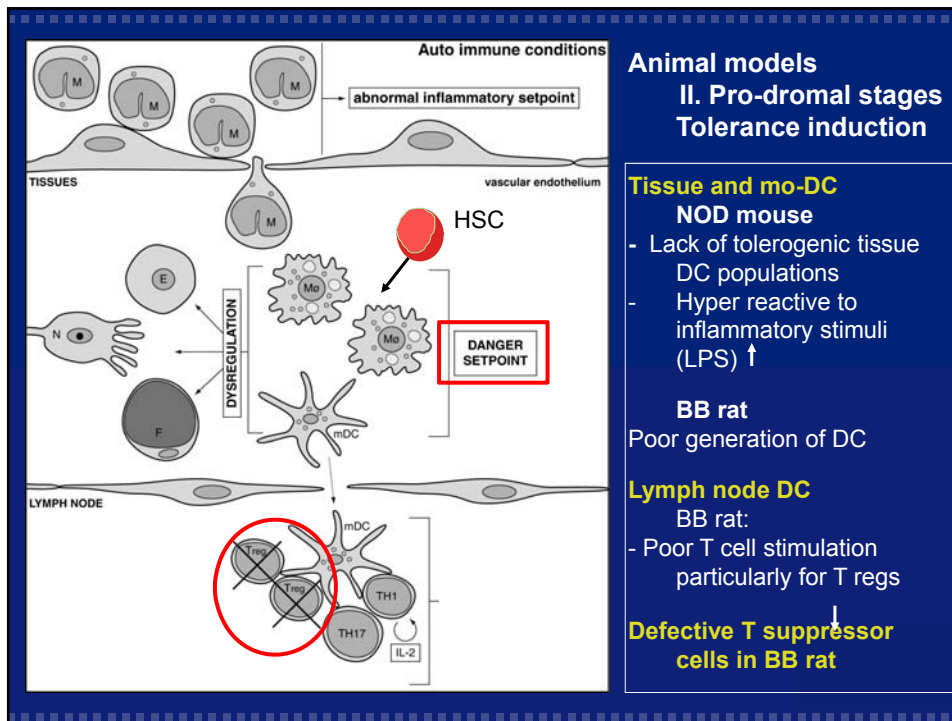 Auto immune conditions
M
M
M
M
abnormal inflammatory setpoint
TISSUES
vascular endothelium
M
HSC
E
Mø
N
Mø
DYSREGULATION
DANGER
SETPOINT
F
mDC
LYMPH NODE
mDC
Treg
Treg
TH1
TH17
IL-2
Animal models
II. Pro-dromal stages
Tolerance induction
Tissue and mo-DC
NOD mouse
- Lack of tolerogenic tissue
DC populations
- Hyper reactive to
inflammatory stimuli
(LPS)
BB rat
Poor generation of DC
Lymph node DC
BB rat:
- Poor T cell stimulation
particularly for T regs
Defective T suppressor
cells in BB rat